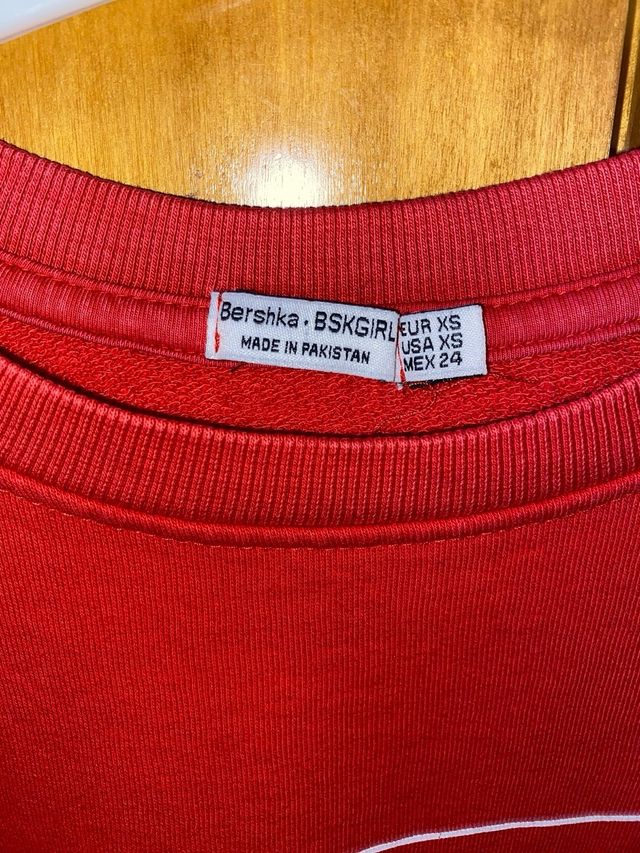 Bershka · BSKGIRL
MADE IN PAKISTAN
EUR XS
USA XS
MEX 24